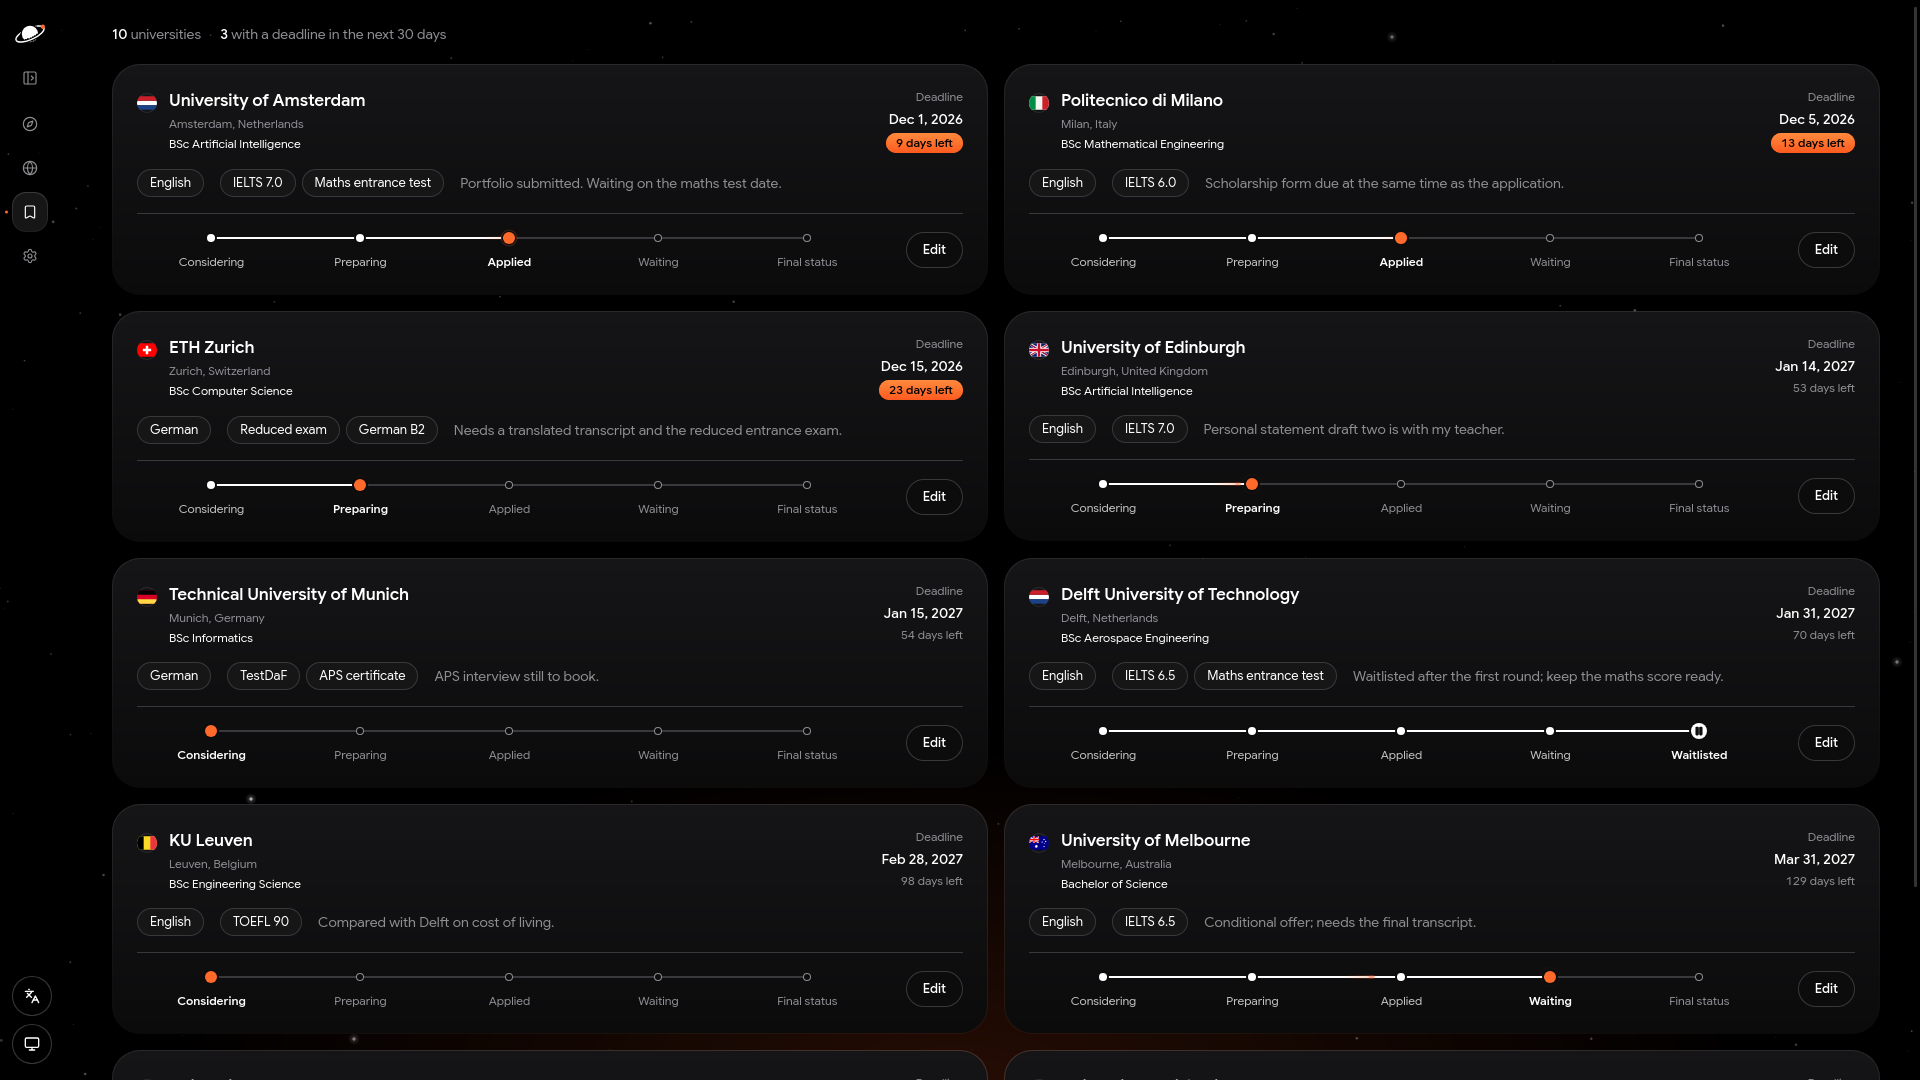 10 universities · 3 with a deadline in the next 30 days
University of Amsterdam
Amsterdam, Netherlands
BSc Artificial Intelligence
Deadline
Dec 1, 2026
9 days left
English
IELTS 7.0
Maths entrance test
Portfolio submitted. Waiting on the maths test date.
Considering
Preparing
Applied
Waiting
Final status
Edit
Politecnico di Milano
Milan, Italy
BSc Mathematical Engineering
Deadline
Dec 5, 2026
13 days left
English
IELTS 6.0
Scholarship form due at the same time as the application.
Considering
Preparing
Applied
Waiting
Final status
Edit
ETH Zurich
Zurich, Switzerland
BSc Computer Science
Deadline
Dec 15, 2026
23 days left
German
Reduced exam
German B2
Needs a translated transcript and the reduced entrance exam.
Considering
Preparing
Applied
Waiting
Final status
Edit
University of Edinburgh
Edinburgh, United Kingdom
BSc Artificial Intelligence
Deadline
Jan 14, 2027
53 days left
English
IELTS 7.0
Personal statement draft two is with my teacher.
Considering
Preparing
Applied
Waiting
Final status
Edit
Technical University of Munich
Munich, Germany
BSc Informatics
Deadline
Jan 15, 2027
54 days left
German
TestDaF
APS certificate
APS interview still to book.
Considering
Preparing
Applied
Waiting
Final status
Edit
Delft University of Technology
Delft, Netherlands
BSc Aerospace Engineering
Deadline
Jan 31, 2027
70 days left
English
IELTS 6.5
Maths entrance test
Waitlisted after the first round; keep the maths score ready.
Considering
Preparing
Applied
Waiting
Waitlisted
Edit
KU Leuven
Leuven, Belgium
BSc Engineering Science
Deadline
Feb 28, 2027
98 days left
English
TOEFL 90
Compared with Delft on cost of living.
Considering
Preparing
Applied
Waiting
Final status
Edit
University of Melbourne
Melbourne, Australia
Bachelor of Science
Deadline
Mar 31, 2027
129 days left
English
IELTS 6.5
Conditional offer; needs the final transcript.
Considering
Preparing
Applied
Waiting
Final status
Edit